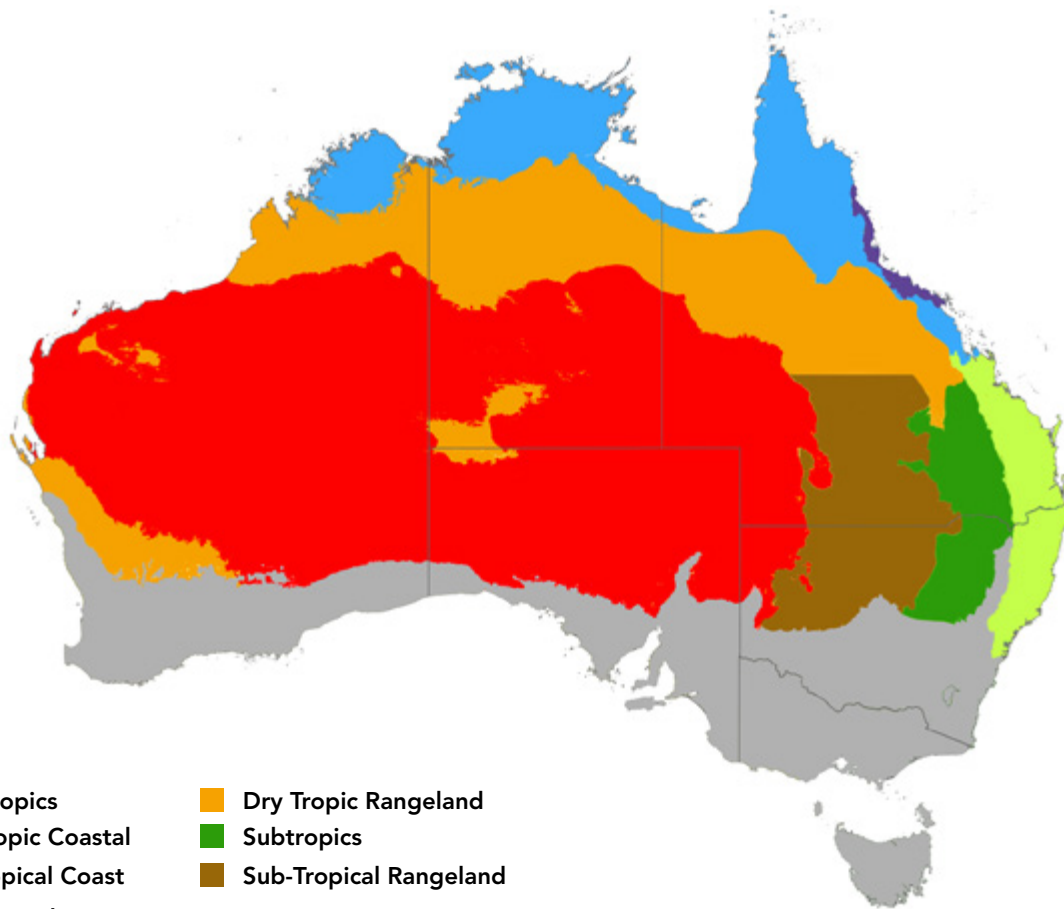 opics
opic Coastal
pical Coast
Dry Tropic Rangeland
Subtropics
Sub-Tropical Rangeland